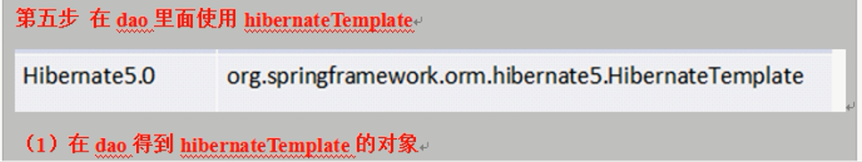 第五步 在 dao 里面使用 hibernateTemplate
Hibernate5.0 org.springframework.orm.hibernate5.HibernateTemplate
（1）在 dao 得到 hibernateTemplate 的对象